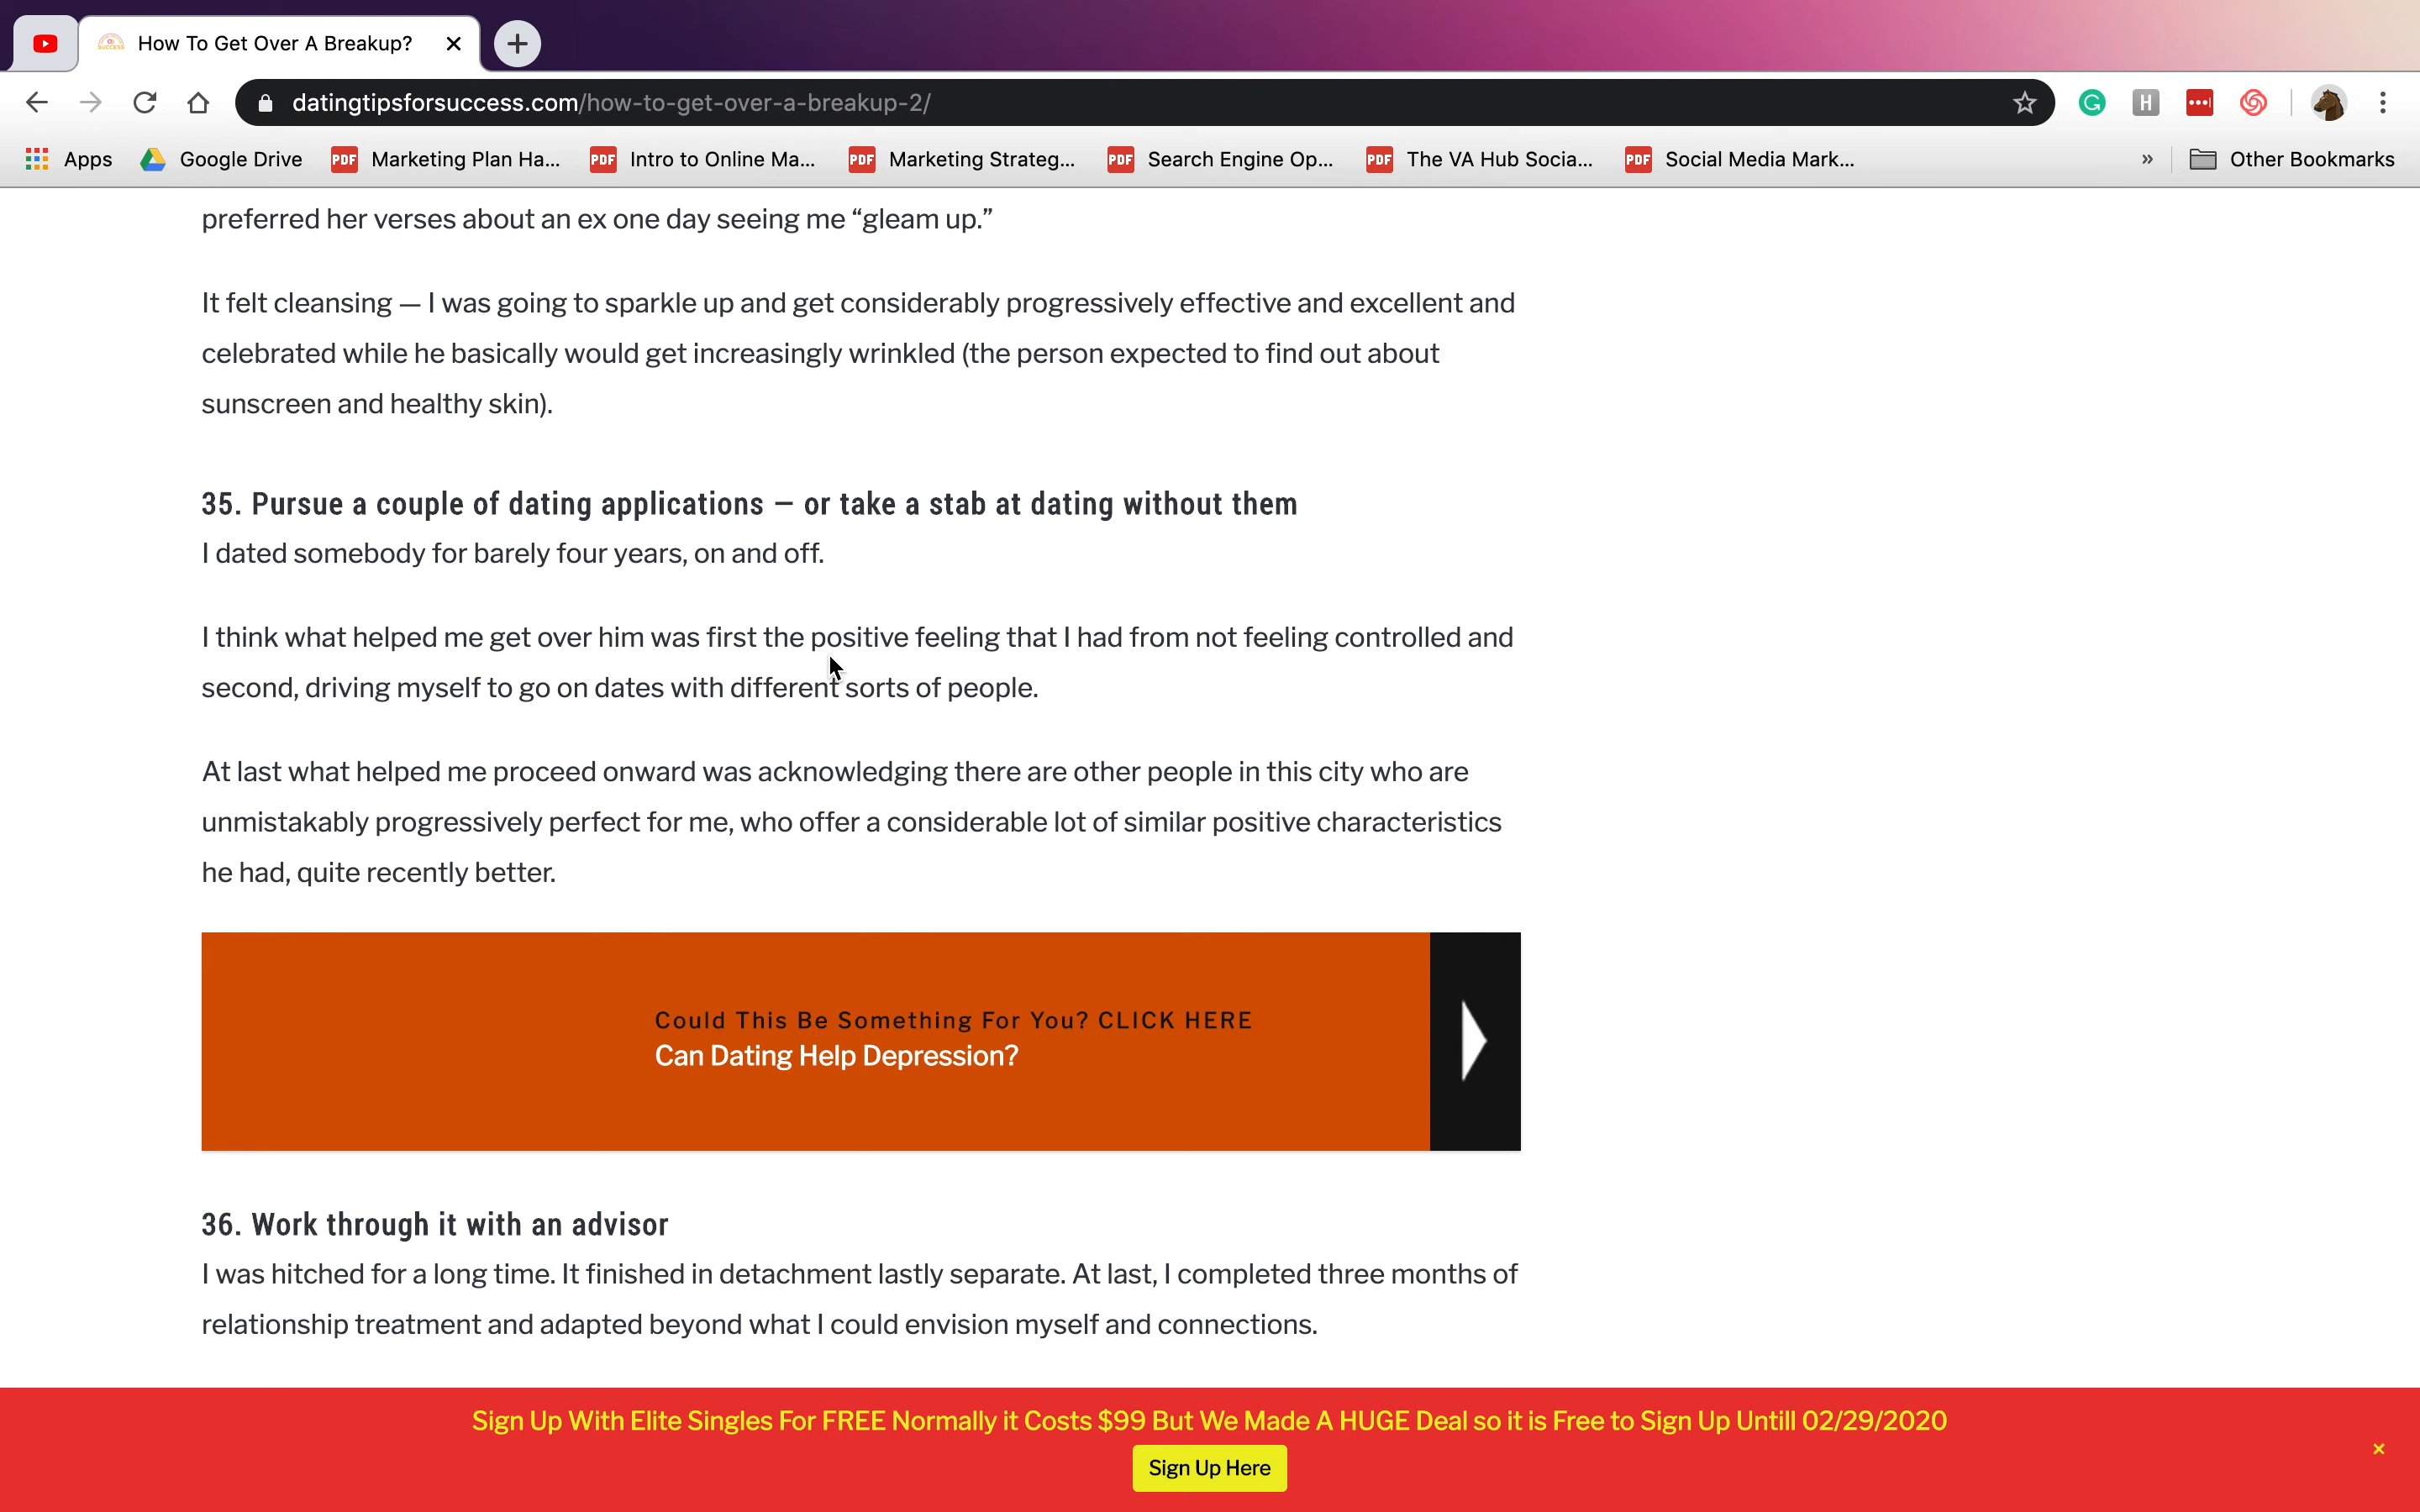 How To Get Over A Breakup?
datingtipsforsuccess.com/how-to-get-over-a-breakup-2/
Apps Google Drive PDF Marketing Plan Ha... PDF Intro to Online Ma... PDF Marketing Strateg... PDF Search Engine Op... PDF The VA Hub Socia... PDF Social Media Mark... » Other Bookmarks
preferred her verses about an ex one day seeing me “gleam up.”
It felt cleansing — I was going to sparkle up and get considerably progressively effective and excellent and
celebrated while he basically would get increasingly wrinkled (the person expected to find out about
sunscreen and healthy skin).
35. Pursue a couple of dating applications — or take a stab at dating without them
I dated somebody for barely four years, on and off.
I think what helped me get over him was first the positive feeling that I had from not feeling controlled and
second, driving myself to go on dates with different sorts of people.
At last what helped me proceed onward was acknowledging there are other people in this city who are
unmistakably progressively perfect for me, who offer a considerable lot of similar positive characteristics
he had, quite recently better.
Could This Be Something For You? CLICK HERE
Can Dating Help Depression?
36. Work through it with an advisor
I was hitched for a long time. It finished in detachment lastly separate. At last, I completed three months of
relationship treatment and adapted beyond what I could envision myself and connections.
Sign Up With Elite Singles For FREE Normally it Costs $99 But We Made A HUGE Deal so it is Free to Sign Up Untill 02/29/2020
Sign Up Here